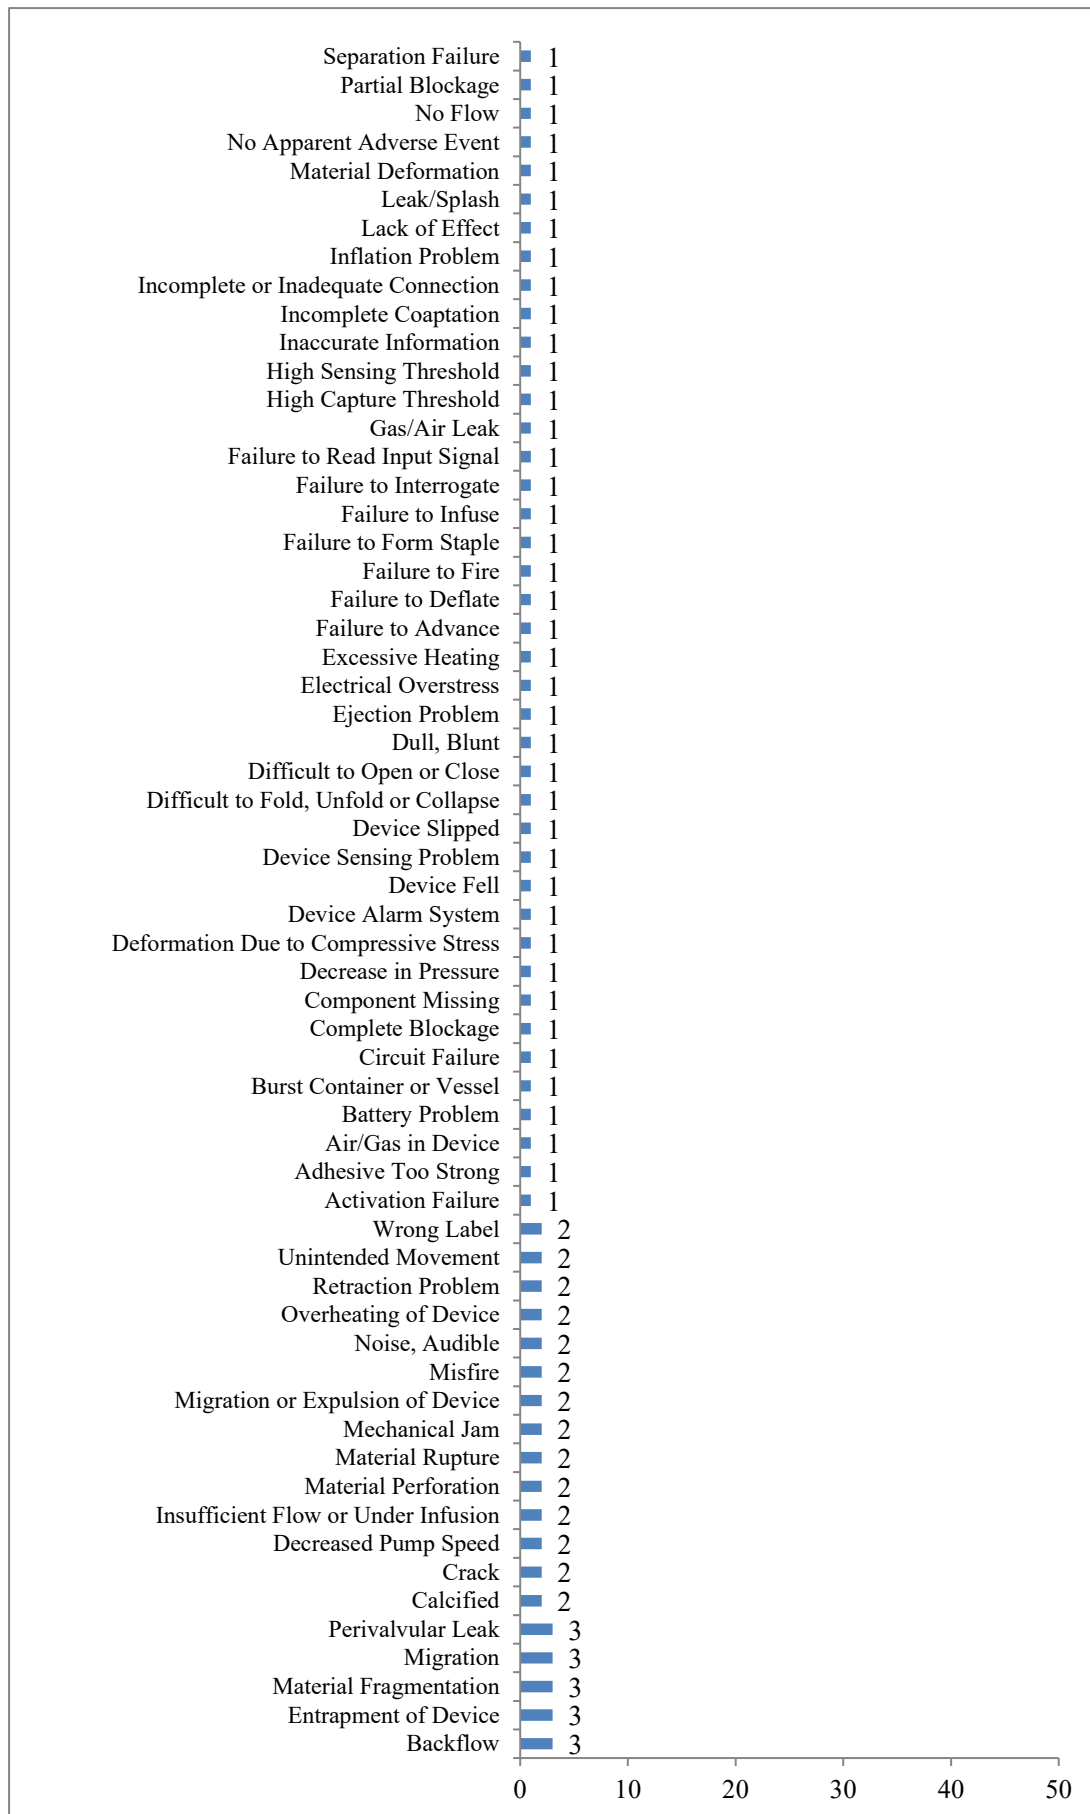 Separation Failure 1
Partial Blockage 1
No Flow 1
No Apparent Adverse Event 1
Material Deformation 1
Leak/Splash 1
Lack of Effect 1
Inflation Problem 1
Incomplete or Inadequate Connection 1
Incomplete Coaptation 1
Inaccurate Information 1
High Sensing Threshold 1
High Capture Threshold 1
Gas/Air Leak 1
Failure to Read Input Signal 1
Failure to Interrogate 1
Failure to Infuse 1
Failure to Form Staple 1
Failure to Fire 1
Failure to Deflate 1
Failure to Advance 1
Excessive Heating 1
Electrical Overstress 1
Ejection Problem 1
Dull, Blunt 1
Difficult to Open or Close 1
Difficult to Fold, Unfold or Collapse 1
Device Slipped 1
Device Sensing Problem 1
Device Fell 1
Device Alarm System 1
Deformation Due to Compressive Stress 1
Decrease in Pressure 1
Component Missing 1
Complete Blockage 1
Circuit Failure 1
Burst Container or Vessel 1
Battery Problem 1
Air/Gas in Device 1
Adhesive Too Strong 1
Activation Failure 1
Wrong Label 2
Unintended Movement 2
Retraction Problem 2
Overheating of Device 2
Noise, Audible 2
Misfire 2
Migration or Expulsion of Device 2
Mechanical Jam 2
Material Rupture 2
Material Perforation 2
Insufficient Flow or Under Infusion 2
Decreased Pump Speed 2
Crack 2
Calcified 2
Perivalvular Leak 3
Migration 3
Material Fragmentation 3
Entrapment of Device 3
Backflow 3
0 10 20 30 40 50